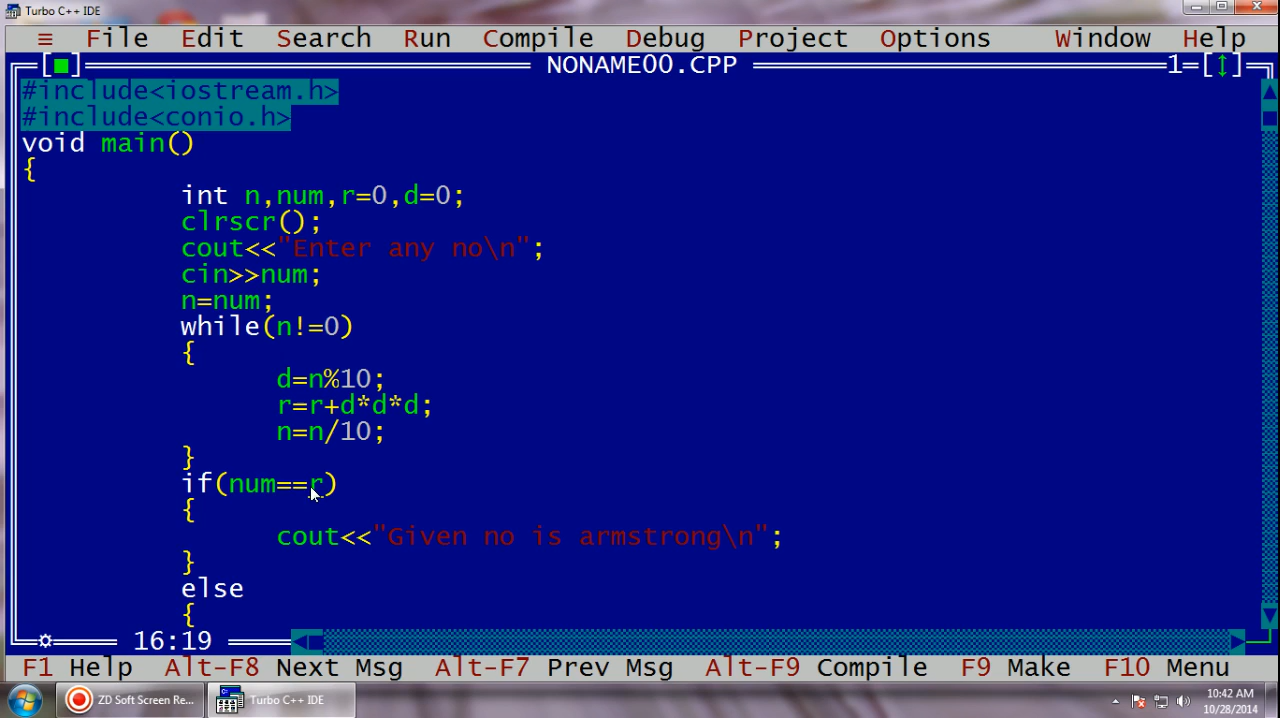 Turbo C++ IDE
≡ File Edit Search Run Compile Debug Project Options Window Help
[■] NONAME00.CPP 1=[↕]
#include<iostream.h>
#include<conio.h>
void main()
{
int n,num,r=0,d=0;
clrscr();
cout<<"Enter any no\n";
cin>>num;
n=num;
while(n!=0)
{
d=n%10;
r=r+d*d*d;
n=n/10;
}
if(num==r)
{
cout<<"Given no is armstrong\n";
}
else
{
16:19
F1 Help Alt-F8 Next Msg Alt-F7 Prev Msg Alt-F9 Compile F9 Make F10 Menu
ZD Soft Screen Re... Turbo C++ IDE 10:42 AM
10/28/2014